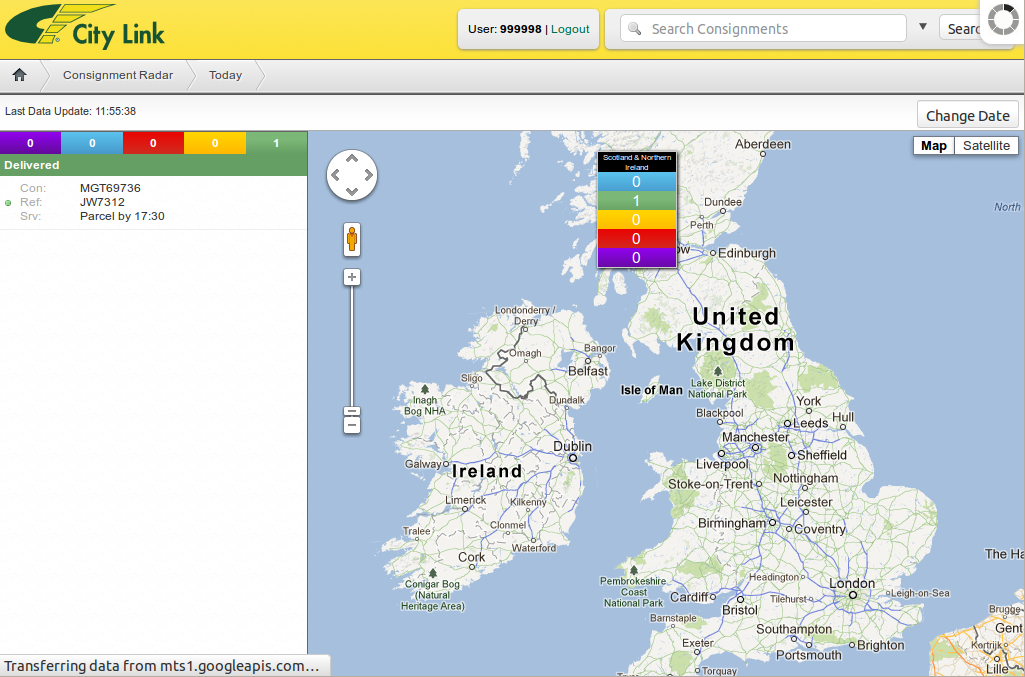 City Link
User: 999998 | Logout
Search Consignments
Searc
Consignment Radar
Today
Last Data Update: 11:55:38
Change Date
0 0 0 0 1
Delivered
Con: MGT69736
Ref: JW7312
Srv: Parcel by 17:30
Map Satellite
Scotland & Northern
Ireland
0
1
0
0
0
Aberdeen
Dundee
Perth
North
ow
Edinburgh
United
Kingdom
Londonderry /
Derry
Omagh
Bangor
Belfast
Sligo
Isle of Man
Lake District
National Park
Inagh
Bog NHA
Dundalk
York
Blackpool
Leeds
Hull
Manchester
Dublin
Sheffield
Liverpool
Galway
Ireland
Nottingham
Stoke-on-Trent
Limerick
Kilkenny
Leicester
Clonmel
Birmingham
Coventry
Tralee
Waterford
Cork
The Ha
Conigar Bog
(Natural
Heritage Area)
Pembrokeshire
Coast
National Park
Headington
London
Cardiff
Tilehurst
Leigh-on-Sea
Bristol
Brugge
Barnstaple
Southampton
Gent
Exeter
Brighton
Kortrijk
Portsmouth
Torquay
Lille
Transferring data from mts1.googleapis.com…